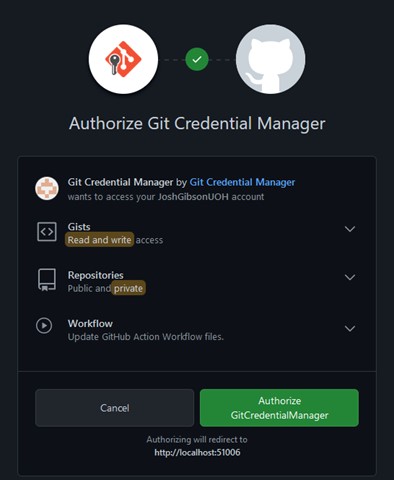 Authorize Git Credential Manager
Git Credential Manager by Git Credential Manager
wants to access your JoshGibsonUOH account
Gists
Read and write access
Repositories
Public and private
Workflow
Update GitHub Action Workflow files.
Cancel
Authorize
GitCredentialManager
Authorizing will redirect to
http://localhost:51006